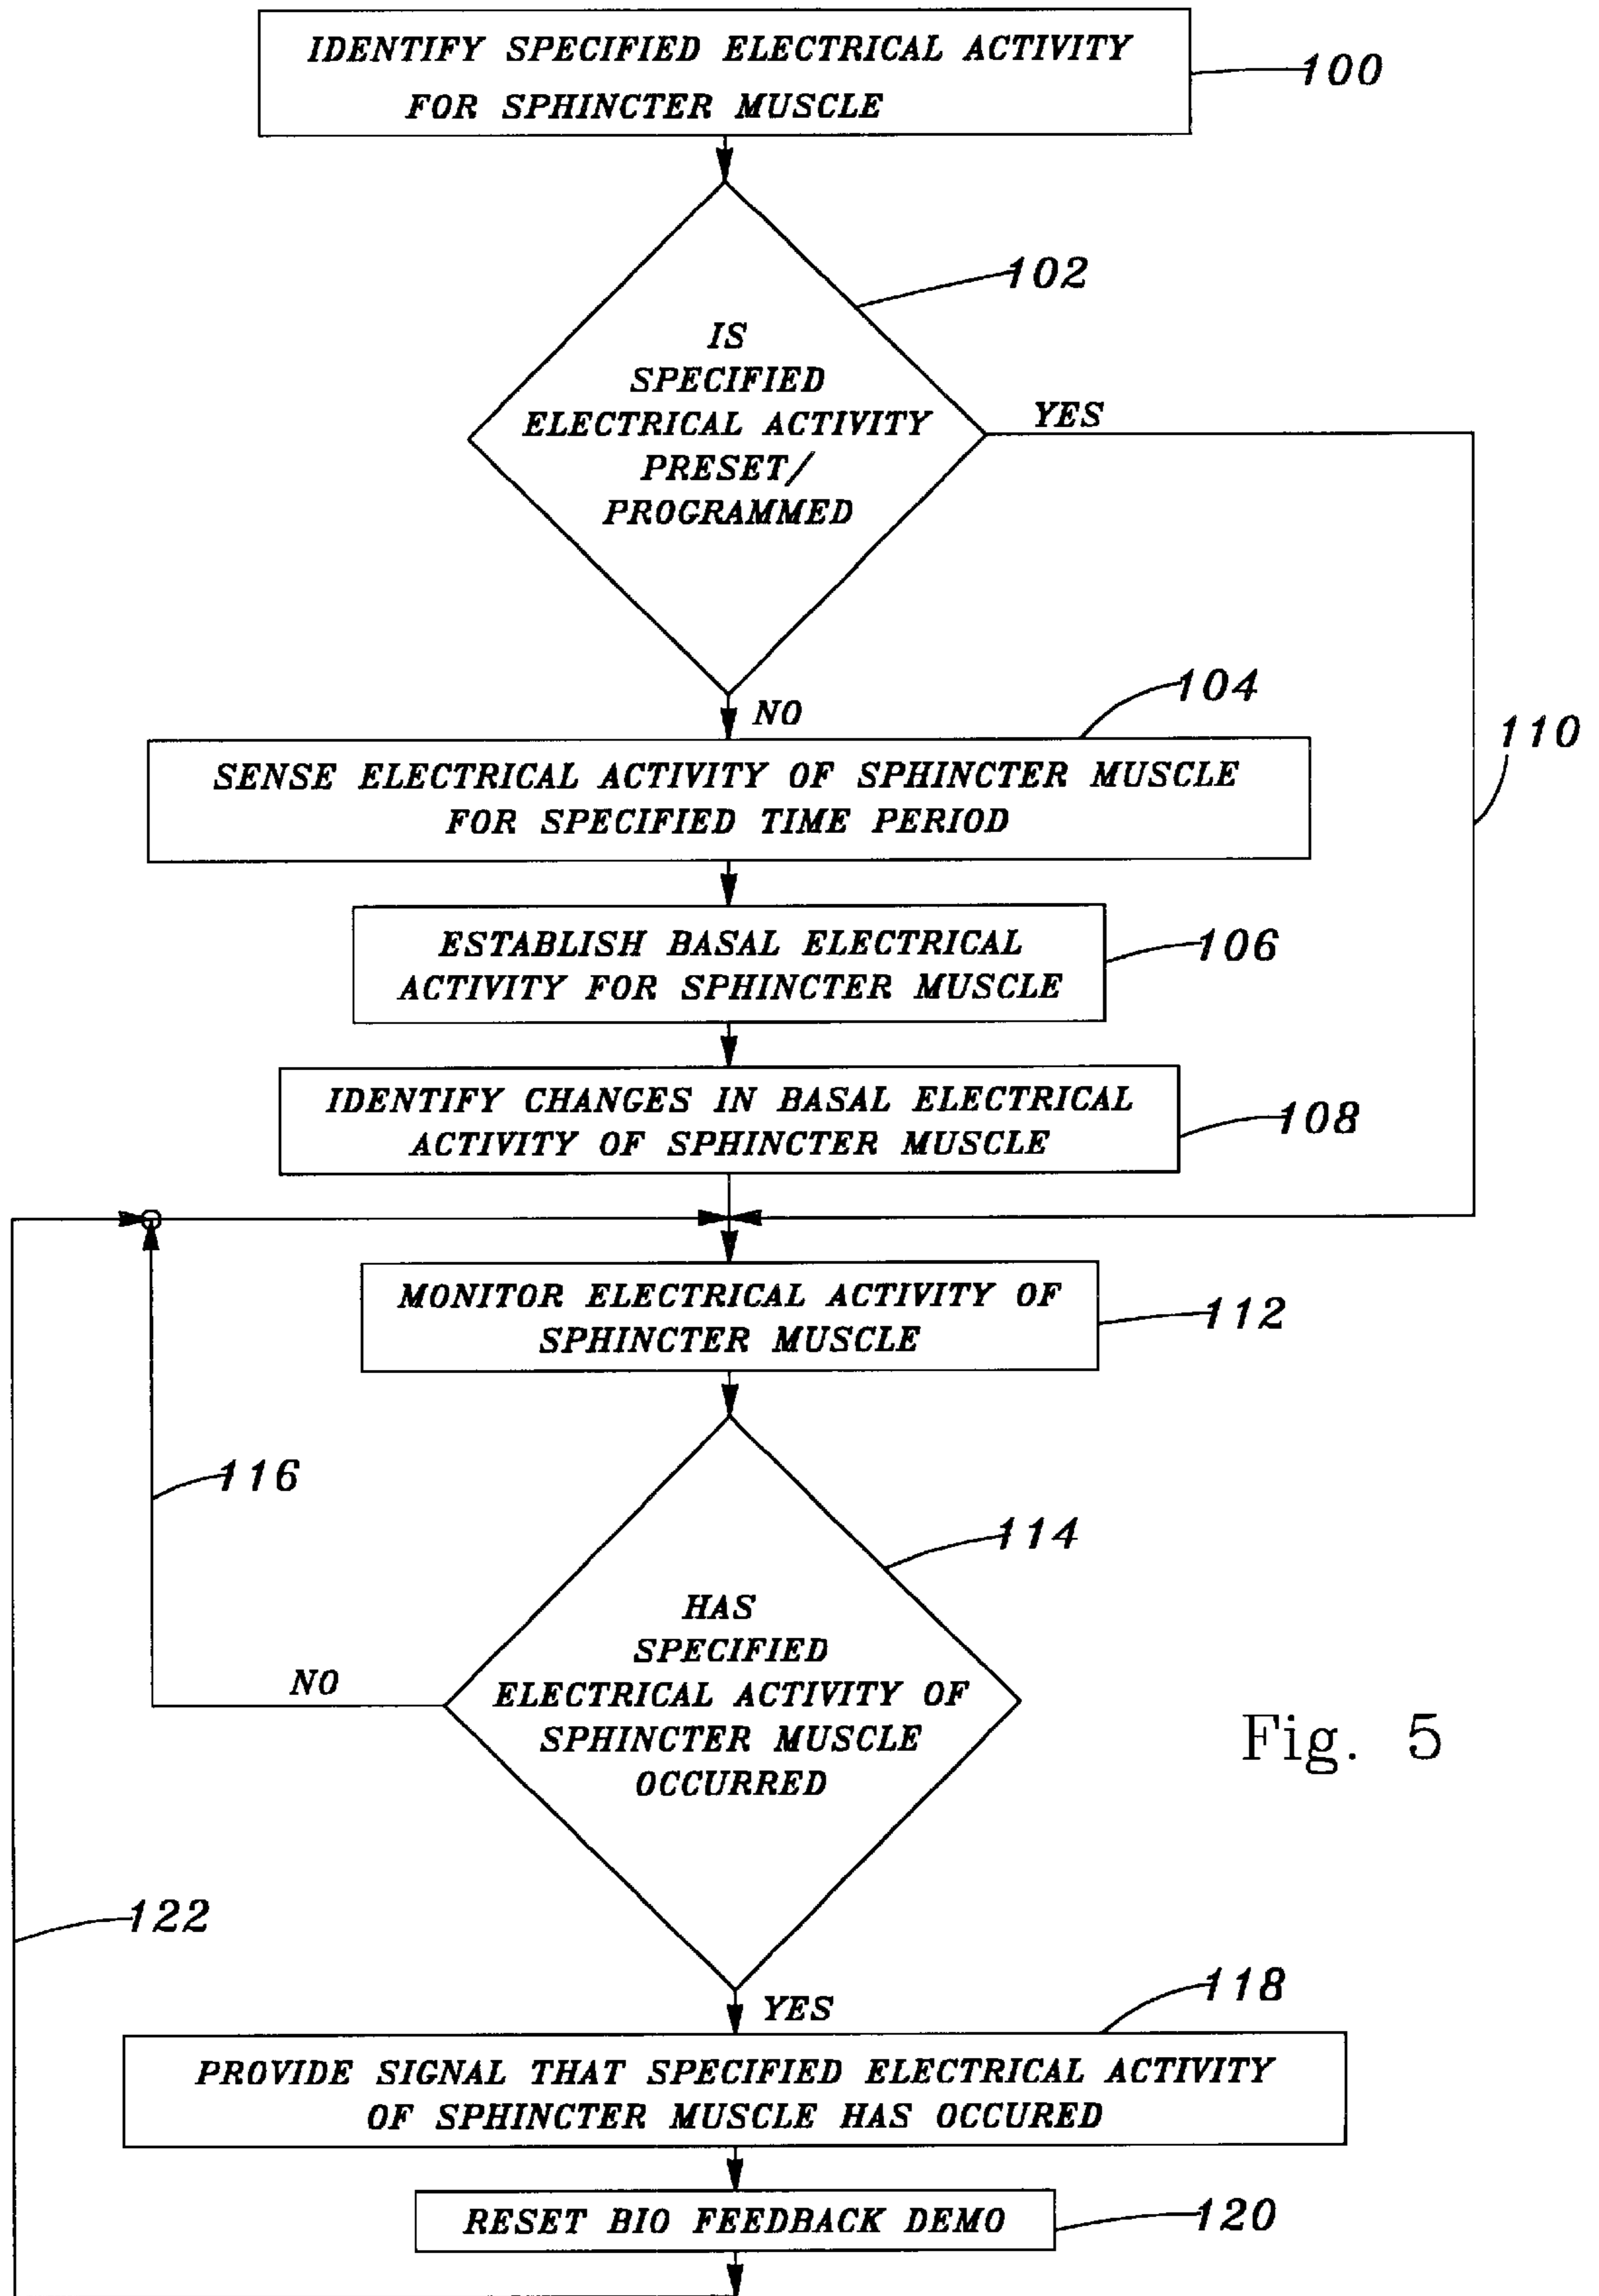 IDENTIFY SPECIFIED ELECTRICAL ACTIVITY
FOR SPHINCTER MUSCLE
100
102
IS
SPECIFIED
ELECTRICAL ACTIVITY
PRESET/
PROGRAMMED
YES
NO
104
110
SENSE ELECTRICAL ACTIVITY OF SPHINCTER MUSCLE
FOR SPECIFIED TIME PERIOD
ESTABLISH BASAL ELECTRICAL
ACTIVITY FOR SPHINCTER MUSCLE
106
IDENTIFY CHANGES IN BASAL ELECTRICAL
ACTIVITY OF SPHINCTER MUSCLE
108
MONITOR ELECTRICAL ACTIVITY OF
SPHINCTER MUSCLE
112
116
114
HAS
SPECIFIED
ELECTRICAL ACTIVITY OF
SPHINCTER MUSCLE
OCCURRED
NO
Fig. 5
122
YES
118
PROVIDE SIGNAL THAT SPECIFIED ELECTRICAL ACTIVITY
OF SPHINCTER MUSCLE HAS OCCURED
RESET BIO FEEDBACK DEMO
120